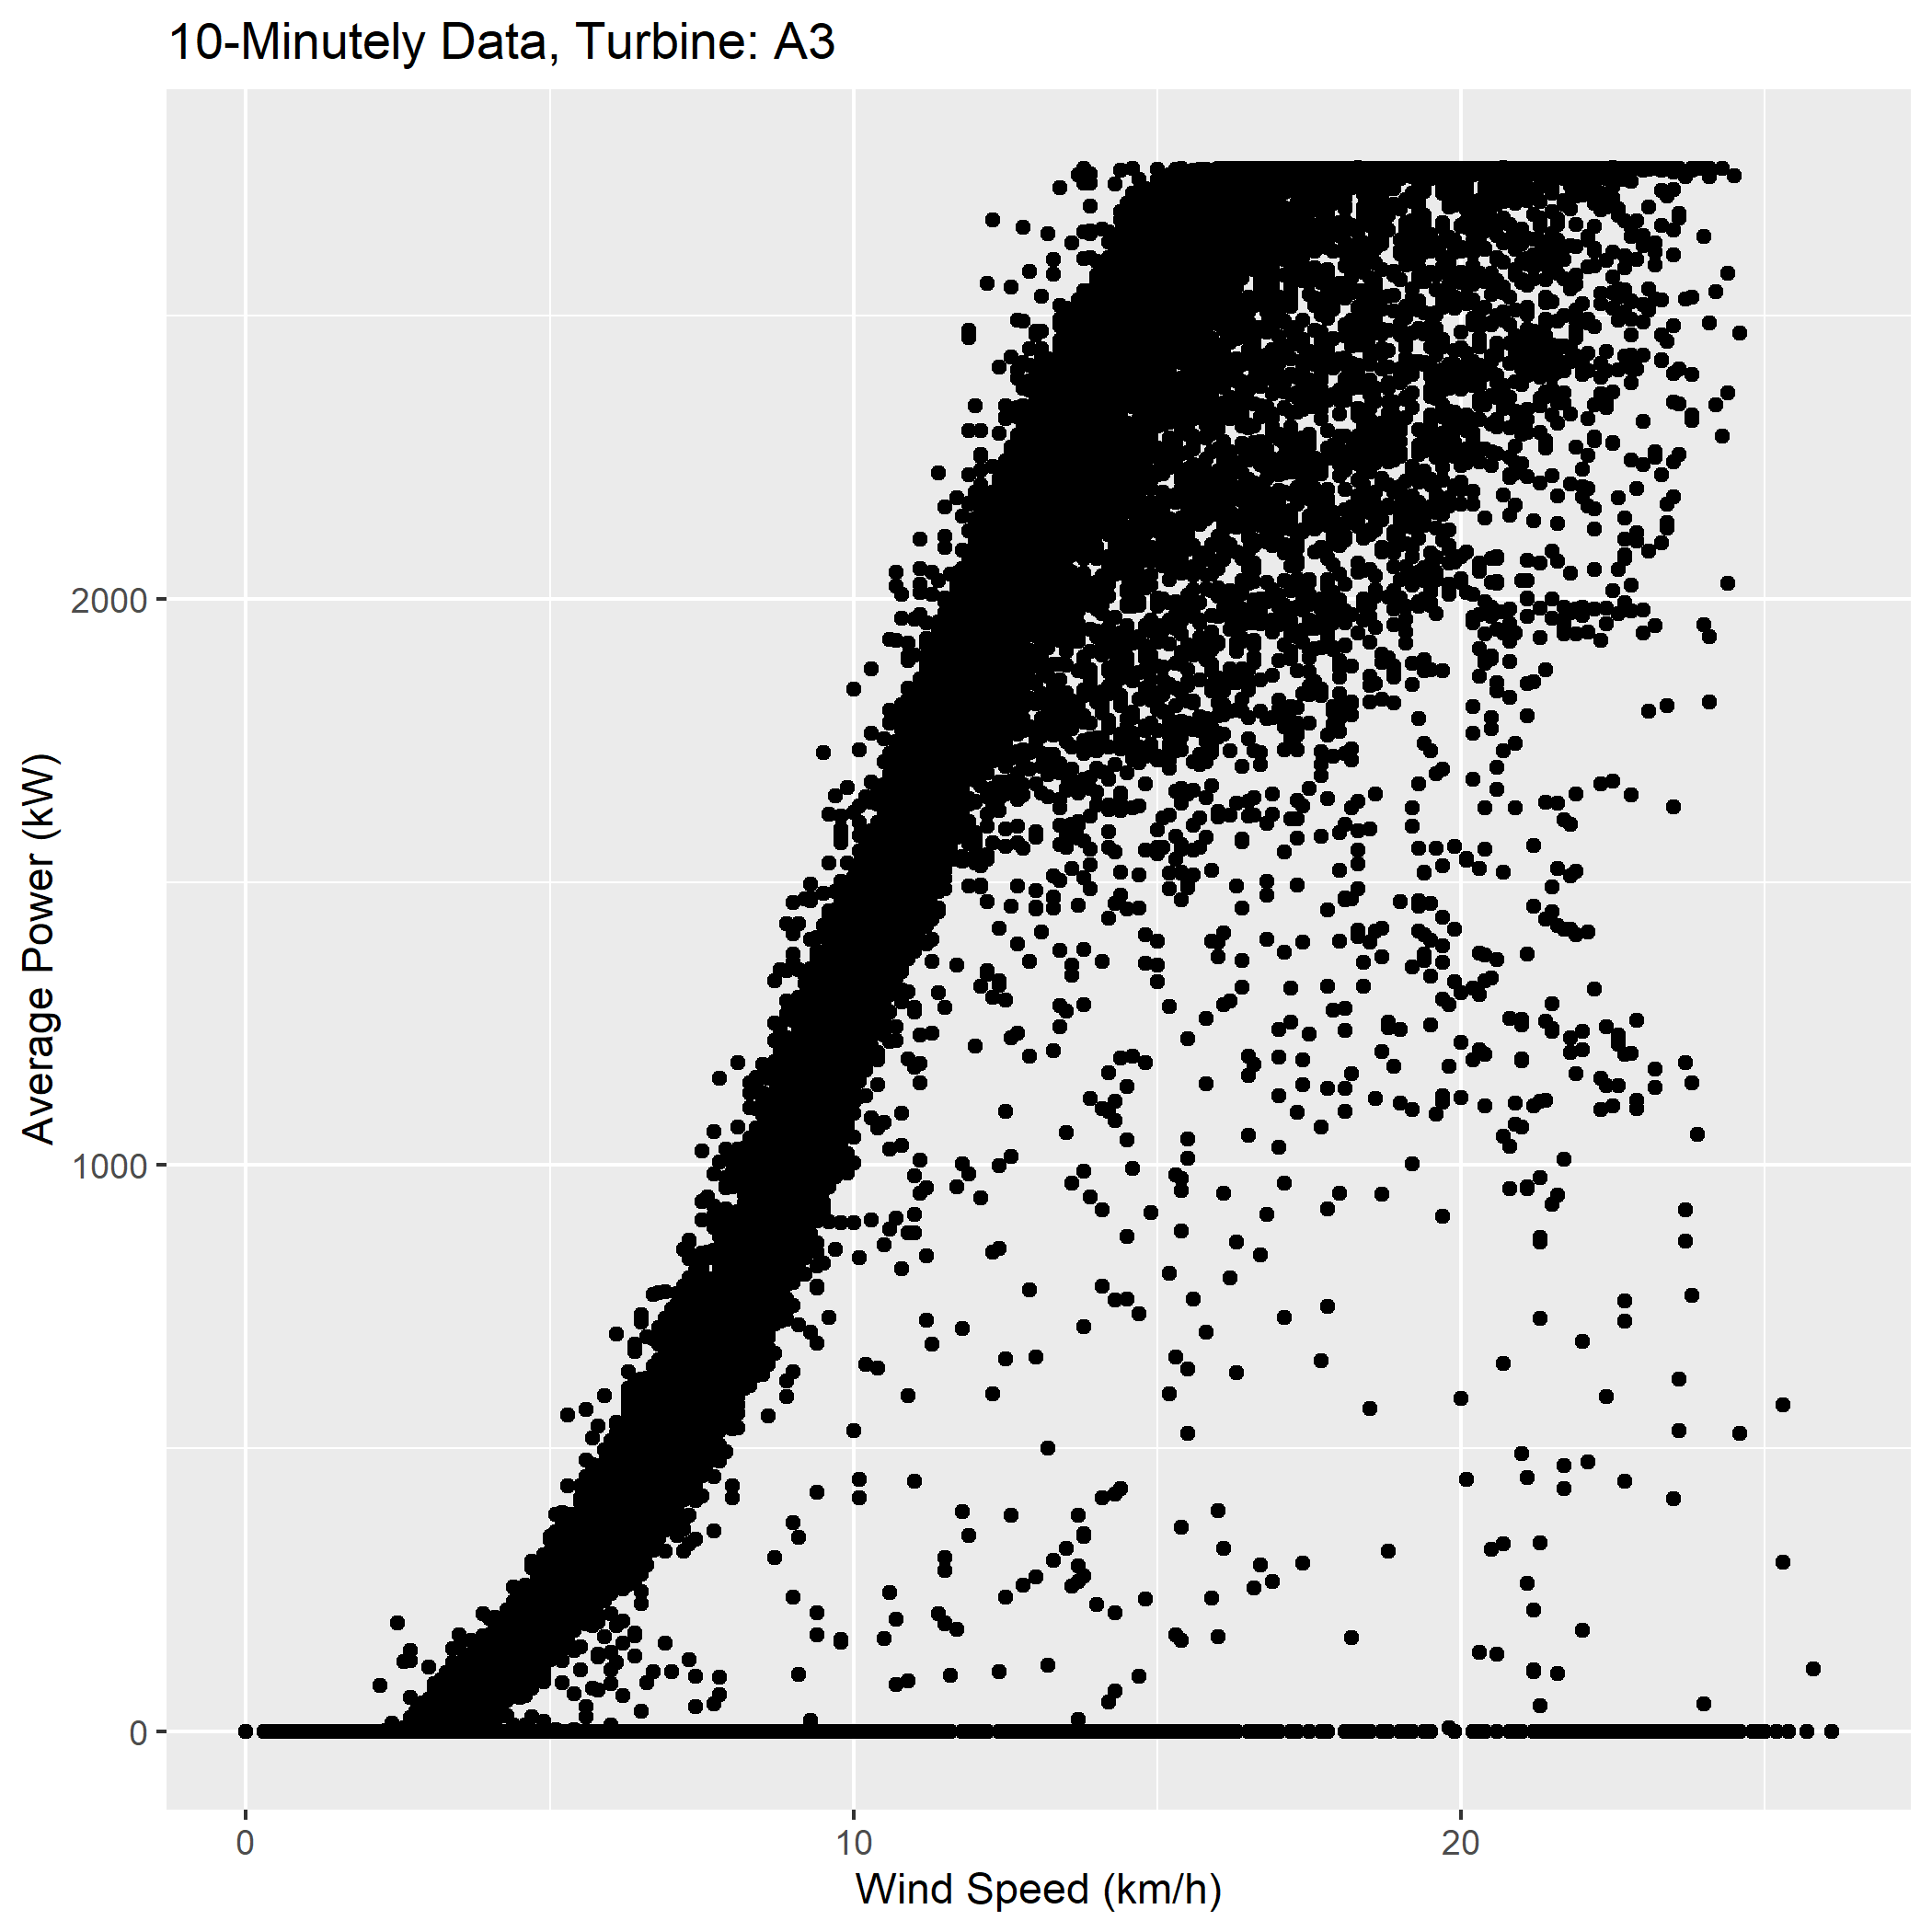 10-Minutely Data, Turbine: A3
Average Power (kW)
2000
1000
0
0 10 20
Wind Speed (km/h)